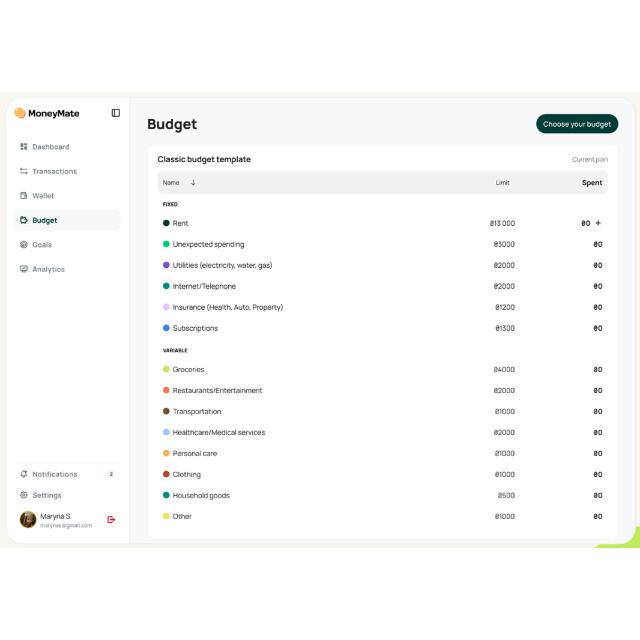 MoneyMate
Dashboard
Transactions
Wallet
Budget
Goals
Analytics
Notifications 2
Settings
Maryna S.
marynas@gmail.com
Budget
Choose your budget
Classic budget template
Current plan
Name ↓ Limit Spent
FIXED
Rent ₴13 000 ₴0 +
Unexpected spending ₴3000 ₴0
Utilities (electricity, water, gas) ₴2000 ₴0
Internet/Telephone ₴2000 ₴0
Insurance (Health, Auto, Property) ₴1200 ₴0
Subscriptions ₴1300 ₴0
VARIABLE
Groceries ₴4000 ₴0
Restaurants/Entertainment ₴2000 ₴0
Transportation ₴1000 ₴0
Healthcare/Medical services ₴2000 ₴0
Personal care ₴1000 ₴0
Clothing ₴1000 ₴0
Household goods ₴500 ₴0
Other ₴1000 ₴0